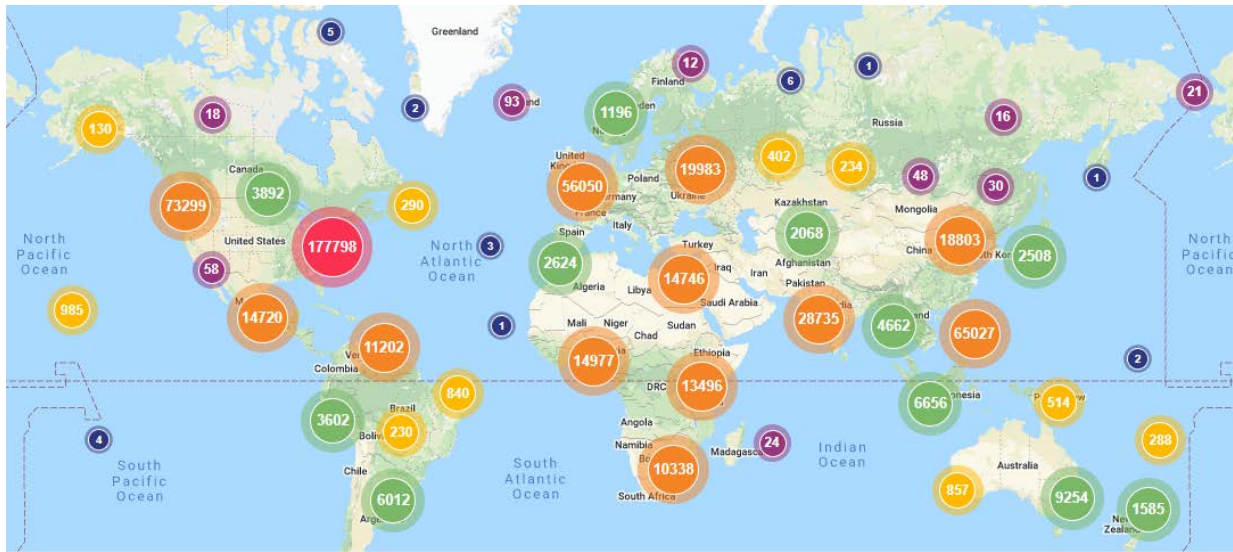 5
Greenland
12
1
Finland
6
2
93
1196
18
21
16
Russia
130
Canada
3892
United
Poland
19983
402
234
48
30
1
56050
Ukraine
Kazakhstan
Mongolia
73299
290
France
Italy
2068
18803
North
Pacific
Ocean
United States
177798
North
Atlantic
Ocean
3
Spain
Turkey
China
2508
North
Pacific
Ocean
58
2624
Algeria
Libya
14746
Iraq
Iran
Afghanistan
Pakistan
Saudi Arabia
985
14720
1
Mali
Niger
Chad
Sudan
28735
4662
65027
11202
Colombia
14977
Ethiopia
2
DRC
13496
840
6656
514
3602
Brazil
230
Angola
4
Namibia
Madagascar
24
Indian
Ocean
288
South
Pacific
Ocean
Chile
South
Atlantic
Ocean
10338
South Africa
857
Australia
6012
9254
1585
Zealand